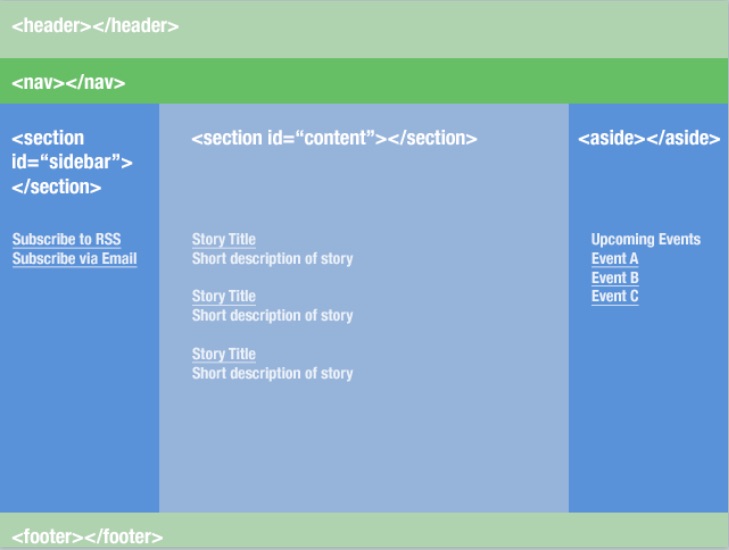 <header></header>
<nav></nav>
<section
id=“sidebar”>
</section>
Subscribe to RSS
Subscribe via Email
<section id=“content”></section>
Story Title
Short description of story
Story Title
Short description of story
Story Title
Short description of story
<aside></aside>
Upcoming Events
Event A
Event B
Event C
<footer></footer>